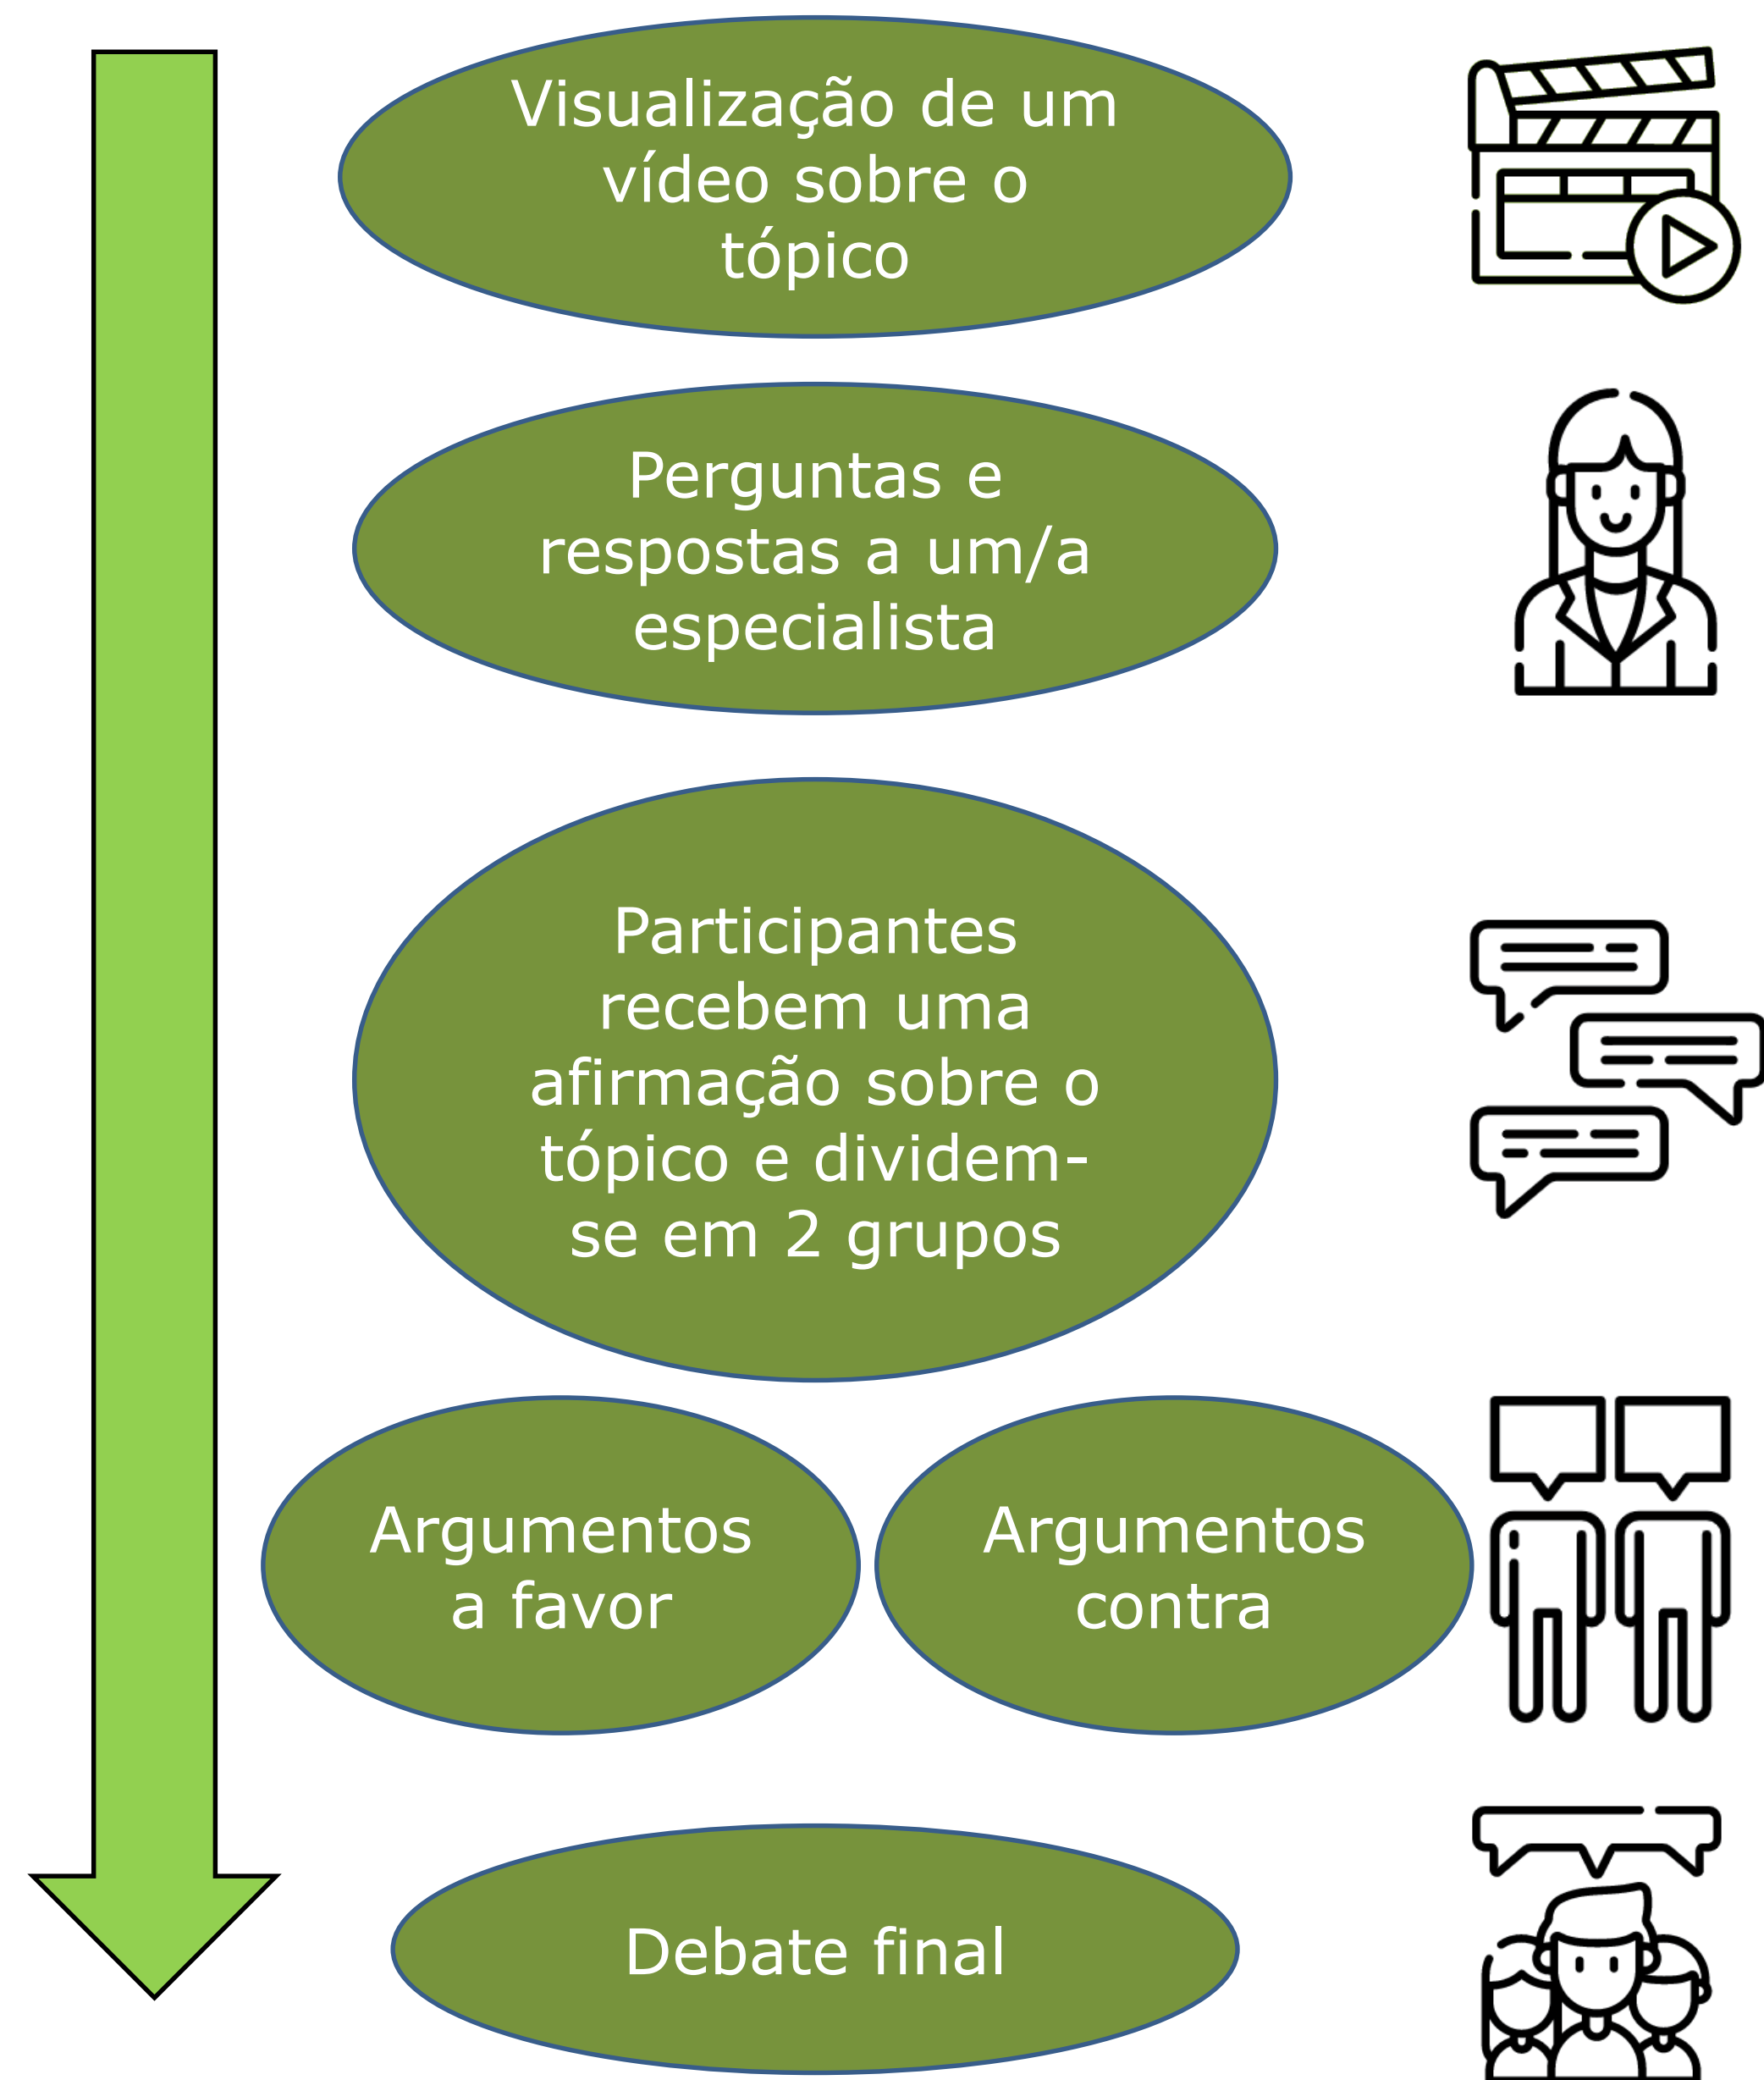 Visualização de um
vídeo sobre o
tópico
Perguntas e
respostas a um/a
especialista
Participantes
recebem uma
afirmação sobre o
tópico e dividem-
se em 2 grupos
Argumentos
a favor
Argumentos
contra
Debate final